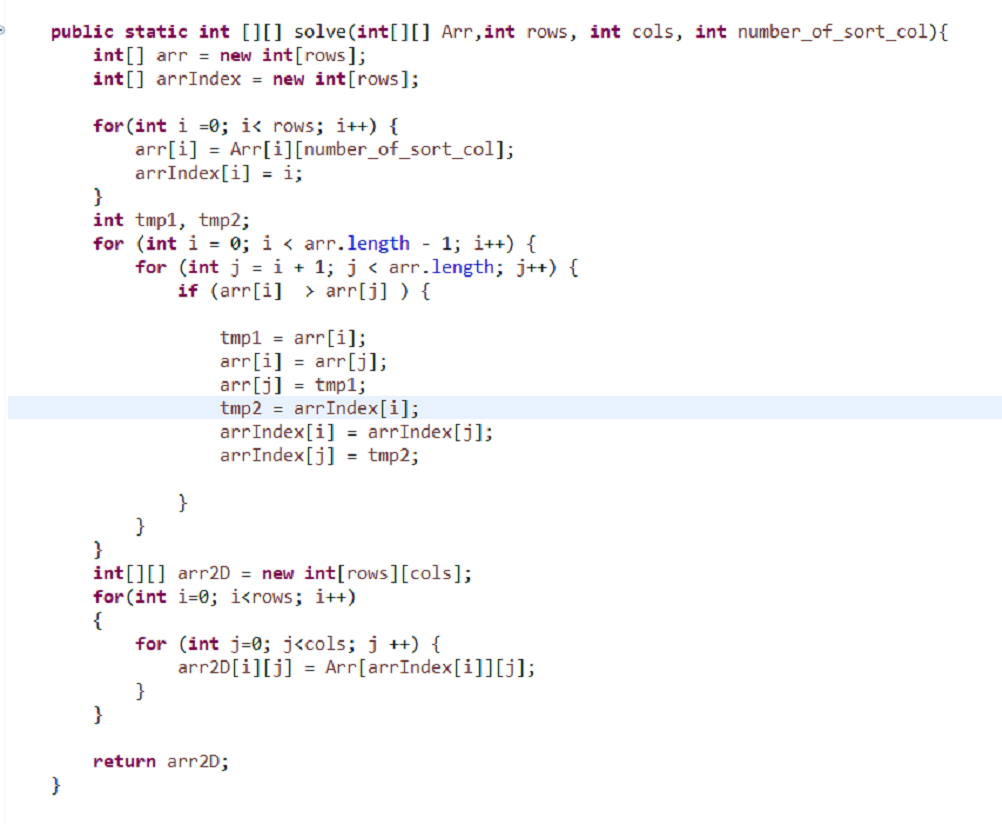 public static int [][] solve(int[][] Arr,int rows, int cols, int number_of_sort_col){
    int[] arr = new int[rows];
    int[] arrIndex = new int[rows];

    for(int i =0; i< rows; i++) {
        arr[i] = Arr[i][number_of_sort_col];
        arrIndex[i] = i;
    }
    int tmp1, tmp2;
    for (int i = 0; i < arr.length - 1; i++) {
        for (int j = i + 1; j < arr.length; j++) {
            if (arr[i]  > arr[j] ) {

                tmp1 = arr[i];
                arr[i] = arr[j];
                arr[j] = tmp1;
                tmp2 = arrIndex[i];
                arrIndex[i] = arrIndex[j];
                arrIndex[j] = tmp2;

            }
        }
    }
    int[][] arr2D = new int[rows][cols];
    for(int i=0; i<rows; i++)
    {
        for (int j=0; j<cols; j ++) {
            arr2D[i][j] = Arr[arrIndex[i]][j];
        }
    }

    return arr2D;
}